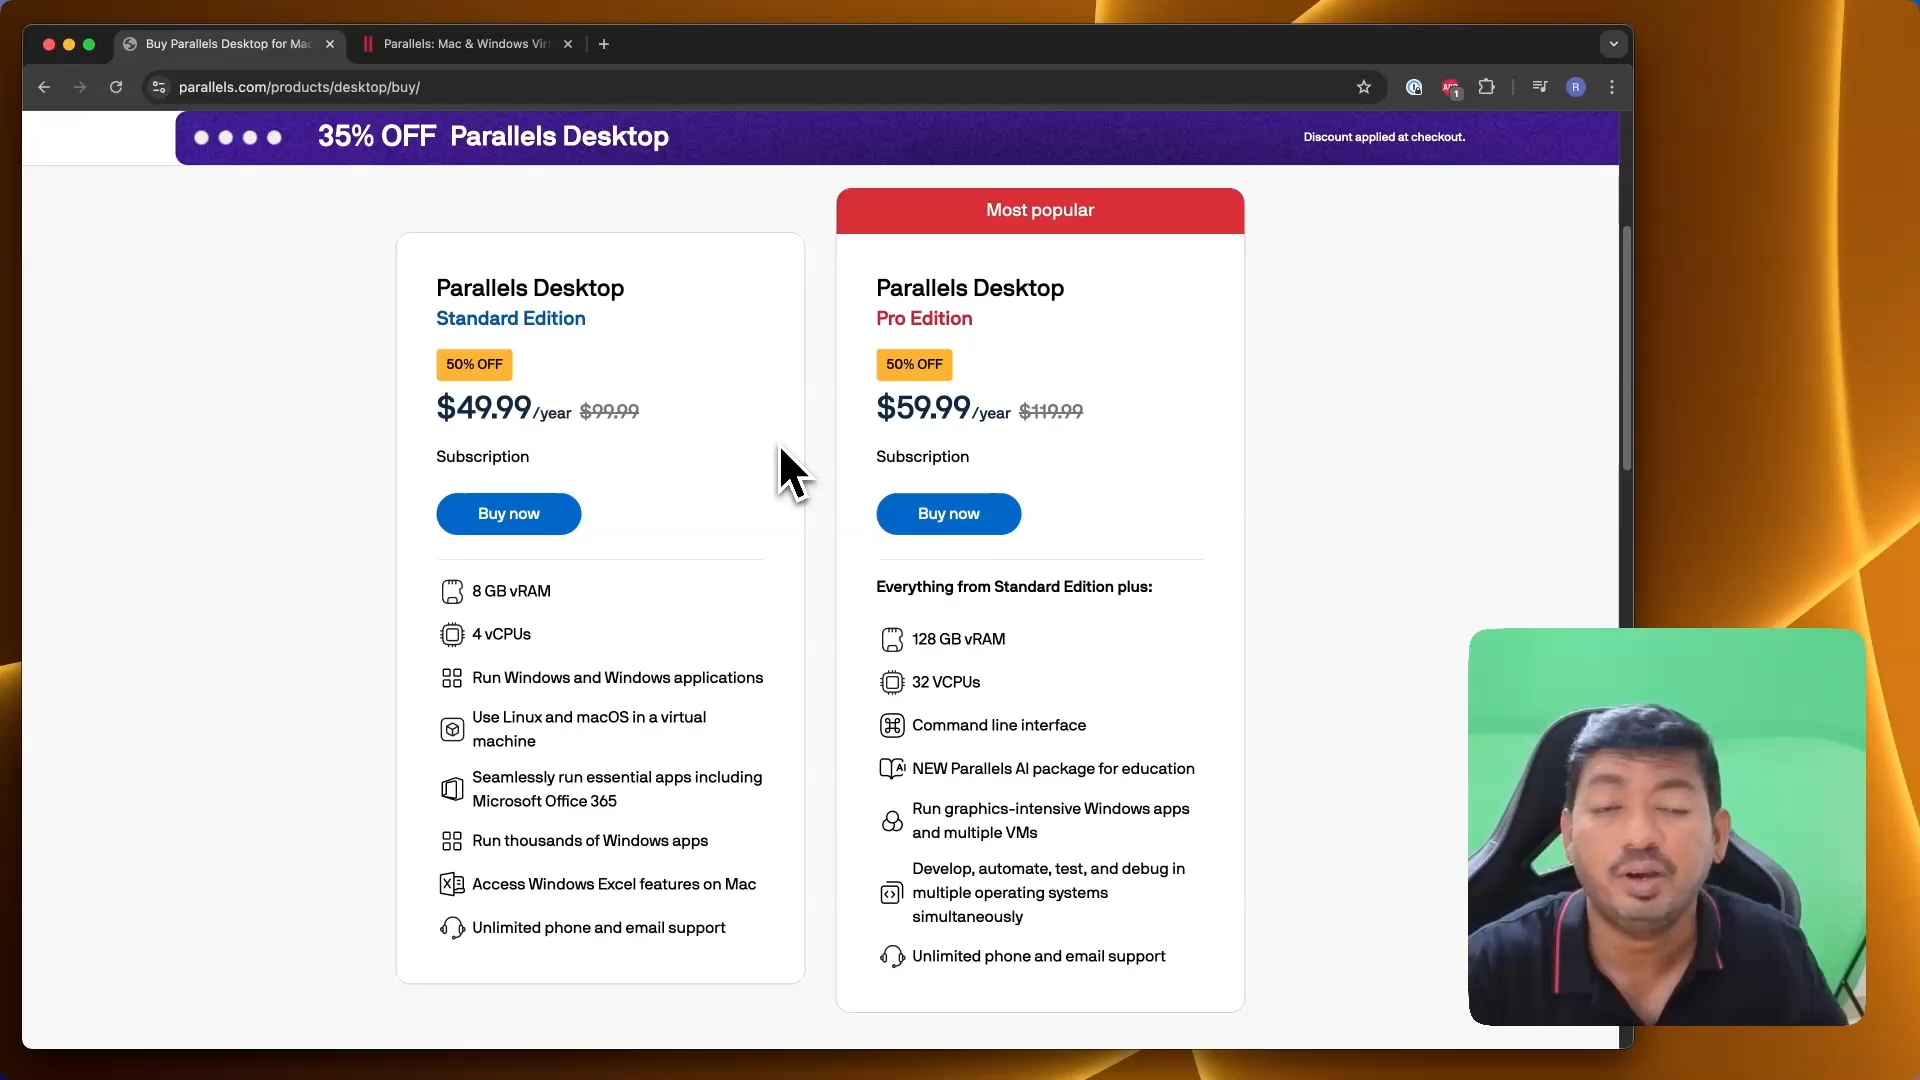 Buy Parallels Desktop for Mac
Parallels: Mac & Windows Vir
parallels.com/products/desktop/buy/
1
R
35% OFF Parallels Desktop
Discount applied at checkout.
Most popular
Parallels Desktop
Standard Edition
50% OFF
$49.99/year $99.99
Subscription
Buy now
8 GB vRAM
4 vCPUs
Run Windows and Windows applications
Use Linux and macOS in a virtual
machine
Seamlessly run essential apps including
Microsoft Office 365
Run thousands of Windows apps
Access Windows Excel features on Mac
Unlimited phone and email support
Parallels Desktop
Pro Edition
50% OFF
$59.99/year $119.99
Subscription
Buy now
Everything from Standard Edition plus:
128 GB vRAM
32 VCPUs
Command line interface
NEW Parallels AI package for education
Run graphics-intensive Windows apps
and multiple VMs
Develop, automate, test, and debug in
multiple operating systems
simultaneously
Unlimited phone and email support